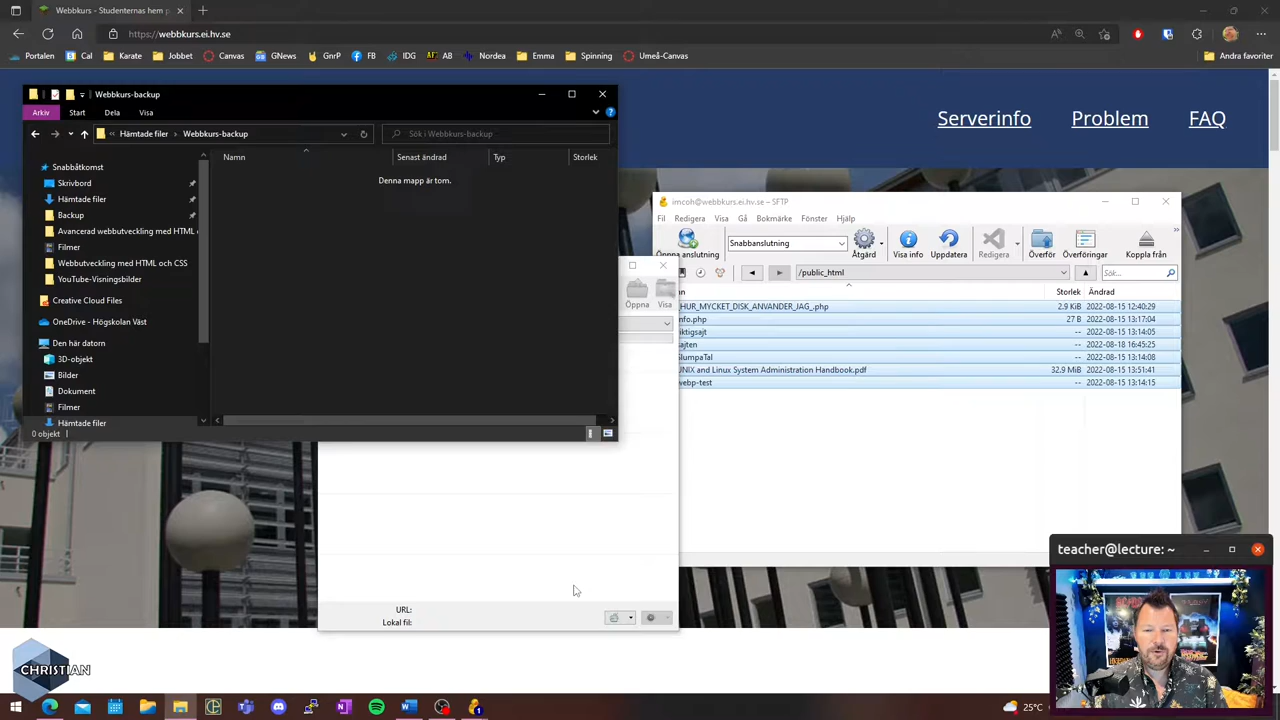 Webbkurs - Studenternas hem p
https://webbkurs.ei.hv.se
Portalen
Cal
Karate
Jobbet
Caravan
GNews
GnrP
FB
IDG
AB
Nordea
Emma
Spinning
Umeå-Canvas
Andra favoriter
Serverinfo
Problem
FAQ
Webbkurs-backup
Arkiv
Start
Dela
Visa
Hämtade filer > Webbkurs-backup
Sök i Webbkurs-backup
Namn
Senast ändrad
Typ
Storlek
Denna mapp är tom.
Snabbåtkomst
Skrivbord
Hämtade filer
Backup
Avancerad webbutveckling med HTML
Filmer
Webbutveckling med HTML och CSS
YouTube-Visningsbilder
Creative Cloud Files
OneDrive - Högskolan Väst
Den här datorn
3D-objekt
Bilder
Dokument
Filmer
Hämtade filer
0 objekt
Öppna
Visa
URL:
Lokal fil:
imcoh@webbkurs.ei.hv.se – SFTP
Fil
Redigera
Visa
Gå
Bokmärke
Fönster
Hjälp
Öppna anslutning
Snabbanslutning
Åtgärd
Visa info
Uppdatera
Redigera
Överför
Överföringar
Koppla från
/public_html
Sök...
Storlek
Ändrad
_HUR_MYCKET_DISK_ANVANDER_JAG_.php 2.9 KiB 2022-08-15 12:40:29
nfo.php 27 B 2022-08-15 13:17:04
iktigsajt -- 2022-08-15 13:14:05
ajten -- 2022-08-18 16:45:25
SlumpaTal -- 2022-08-15 13:14:08
UNIX and Linux System Administration Handbook.pdf 32.9 MiB 2022-08-15 13:51:41
webp-test -- 2022-08-15 13:14:15
teacher@lecture: ~
CHRISTIAN
25°C